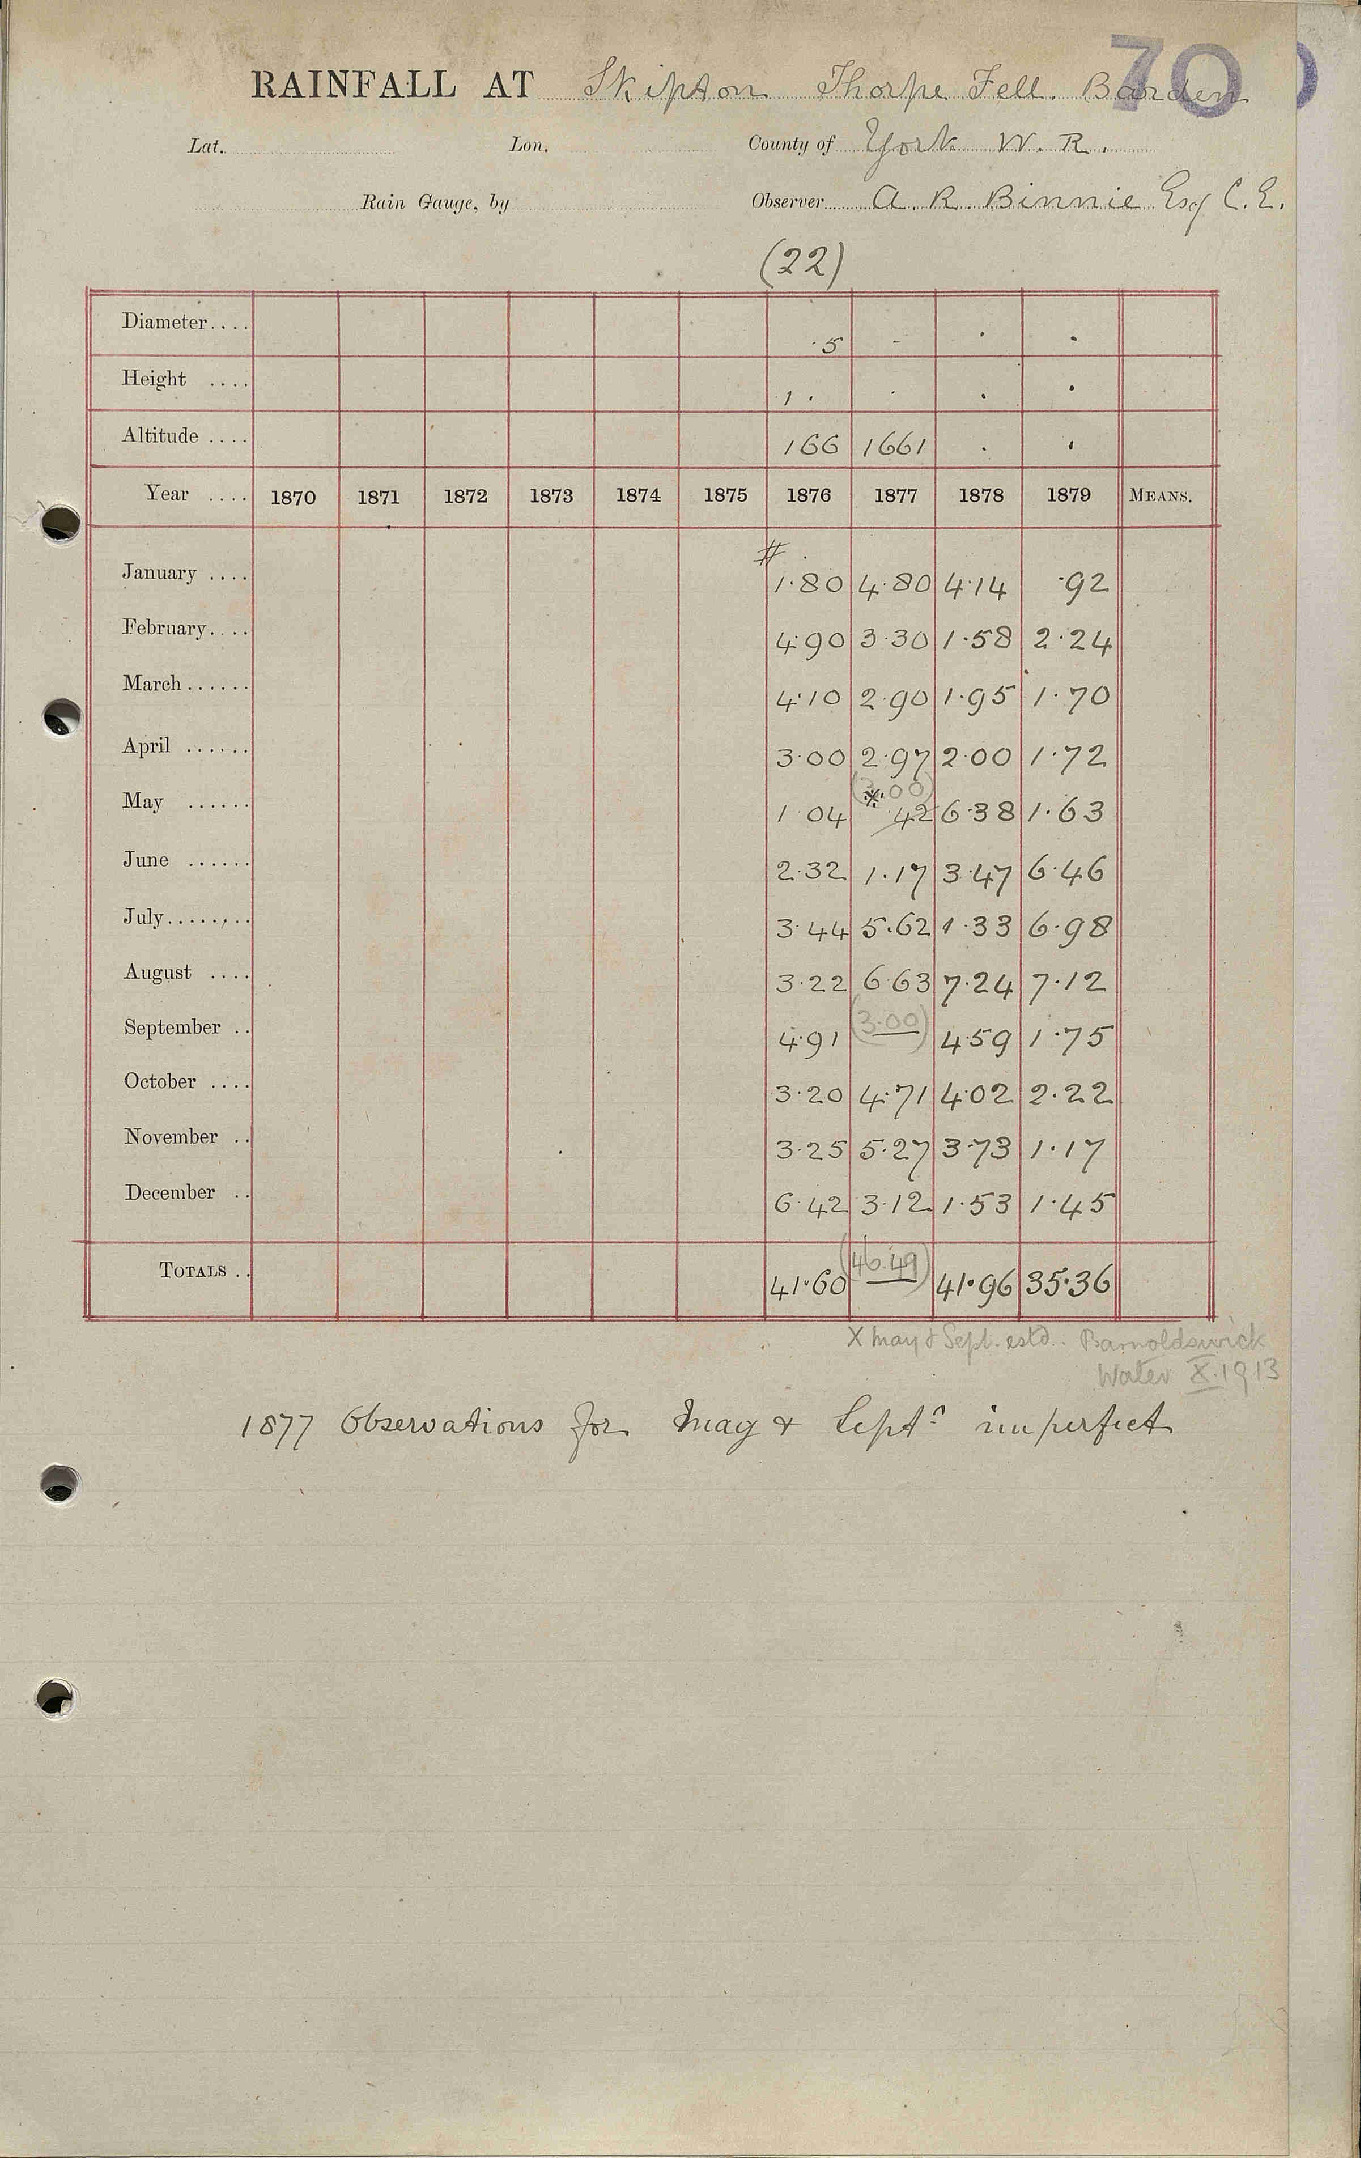 70
RAINFALL AT Skipton Thorpe Fell. Barden
Lat. Lon. County of York W. R.
Rain Gauge, by Observer A. R. Binnie Esq C. E.
(22)
Diameter.... ·5 - · ·
Height .... 1. · · ·
Altitude .... 166 1661 . ·
Year .... 1870 1871 1872 1873 1874 1875 1876 1877 1878 1879 MEANS.
#
January .... 1·80 4·80 4·14 ·92
February.... 4·90 3·30 1·58 2·24
March...... 4·10 2·90 1·95 1·70
April ...... 3·00 2·97 2·00 1·72
May ...... 1·04 42 6·38 1·63
June ...... 2·32 1·17 3·47 6·46
July........ 3·44 5·62 1·33 6·98
August .... 3·22 6·63 7·24 7·12
September .. 4·91 (3·00) 4·59 1·75
October .... 3·20 4·71 4·02 2·22
November .. 3·25 5·27 3·73 1·17
December .. 6·42 3·12 1·53 1·45
TOTALS .. 41·60 (46.49) 41·96 35·36
X May & Sept. estd. Barnoldswick
Water X.1913
1877 Observations for May & Septr imperfect